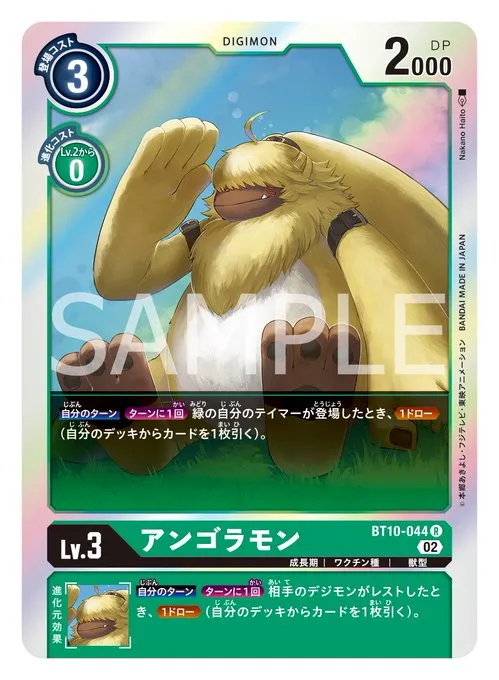 DIGIMON
登場コスト
3
2000
DP
進化コスト
Lv.2から
0
Nakano Haito
SAMPLE
自分のターン ターンに1回 緑の自分のテイマーが登場したとき、1ドロー
(自分のデッキからカードを1枚引く)。
©本郷あきよし・フジテレビ・東映アニメーション BANDAI MADE IN JAPAN
Lv.3
アンゴラモン
BT10-044 R
02
成長期 | ワクチン種 | 獣型
進化元効果
自分のターン ターンに1回 相手のデジモンがレストしたと
き、1ドロー(自分のデッキからカードを1枚引く)。